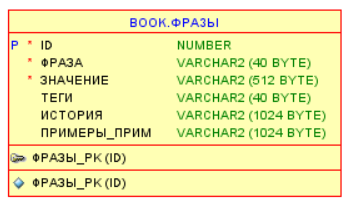 BOOK.ФРАЗЫ
P * ID NUMBER
* ФРАЗА VARCHAR2 (40 BYTE)
* ЗНАЧЕНИЕ VARCHAR2 (512 BYTE)
ТЕГИ VARCHAR2 (40 BYTE)
ИСТОРИЯ VARCHAR2 (1024 BYTE)
ПРИМЕРЫ_ПРИМ VARCHAR2 (1024 BYTE)
ФРАЗЫ_PK (ID)
ФРАЗЫ_PK (ID)